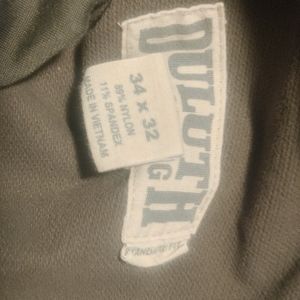 DULUTH
34 X 32
89% NYLON
11% SPANDEX
MADE IN VIETNAM
STANDARD FIT